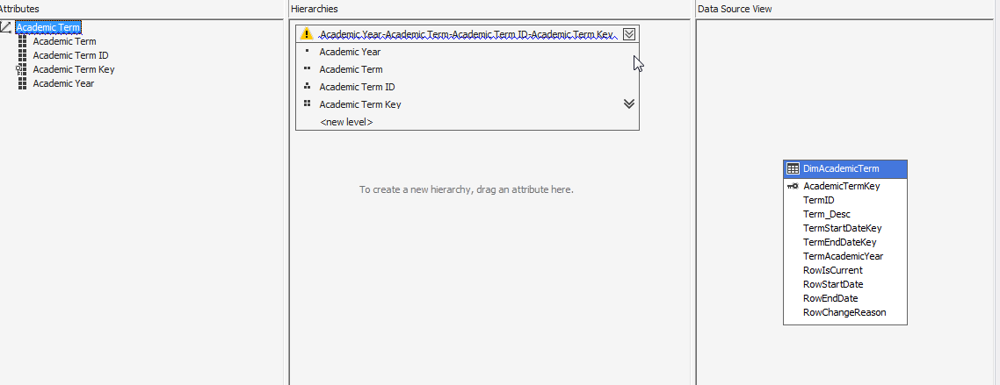 Attributes
Academic Term
Academic Term
Academic Term ID
Academic Term Key
Academic Year
Hierarchies
Academic Year-Academic Term-Academic Term ID-Academic Term Key
Academic Year
Academic Term
Academic Term ID
Academic Term Key
<new level>
To create a new hierarchy, drag an attribute here.
Data Source View
DimAcademicTerm
AcademicTermKey
TermID
Term_Desc
TermStartDateKey
TermEndDateKey
TermAcademicYear
RowIsCurrent
RowStartDate
RowEndDate
RowChangeReason